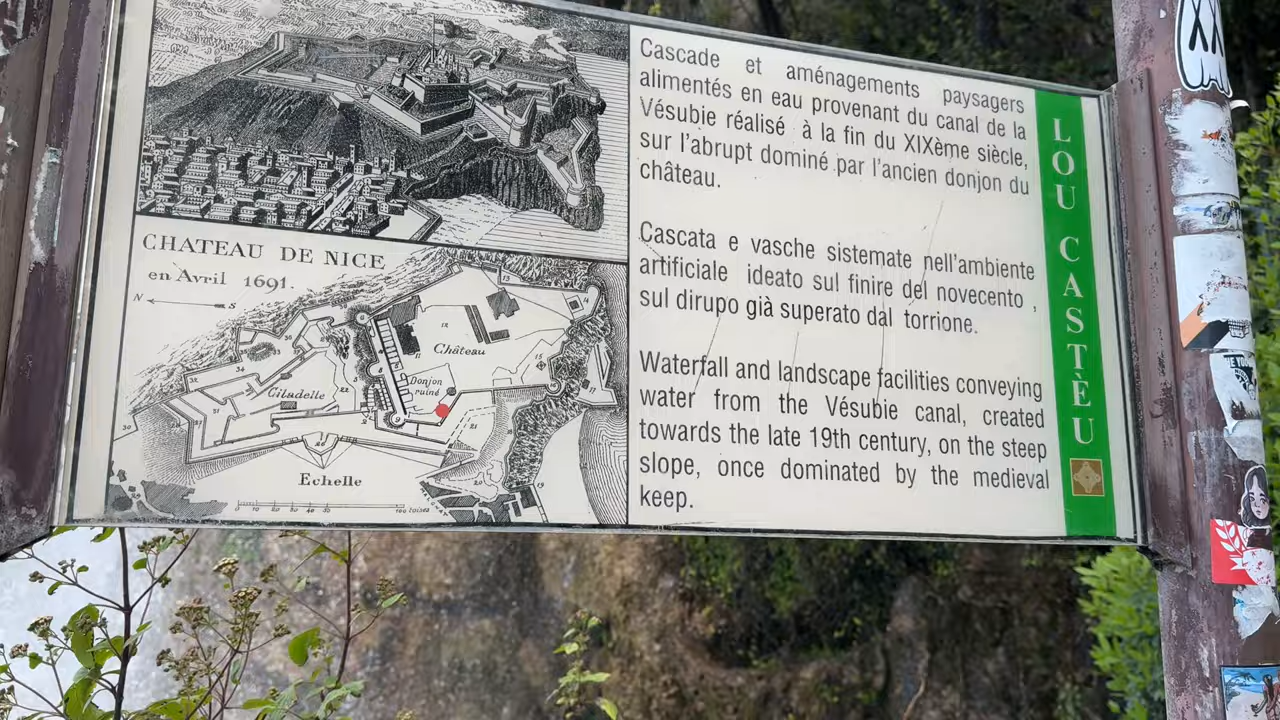 CHATEAU DE NICE
en Avril 1691.
N
S
Château
Donjon
ruiné
Citadelle
Echelle
Cascade et aménagements paysagers
alimentés en eau provenant du canal de la
Vésubie réalisé à la fin du XIXème siècle,
sur l'abrupt dominé par l'ancien donjon du
château.
Cascata e vasche sistemate nell'ambiente
artificiale ideato sul finire del novecento ,
sul dirupo già superato dal torrione.
Waterfall and landscape facilities conveying
water from the Vésubie canal, created
towards the late 19th century, on the steep
slope, once dominated by the medieval
keep.
LOU CASTÈU